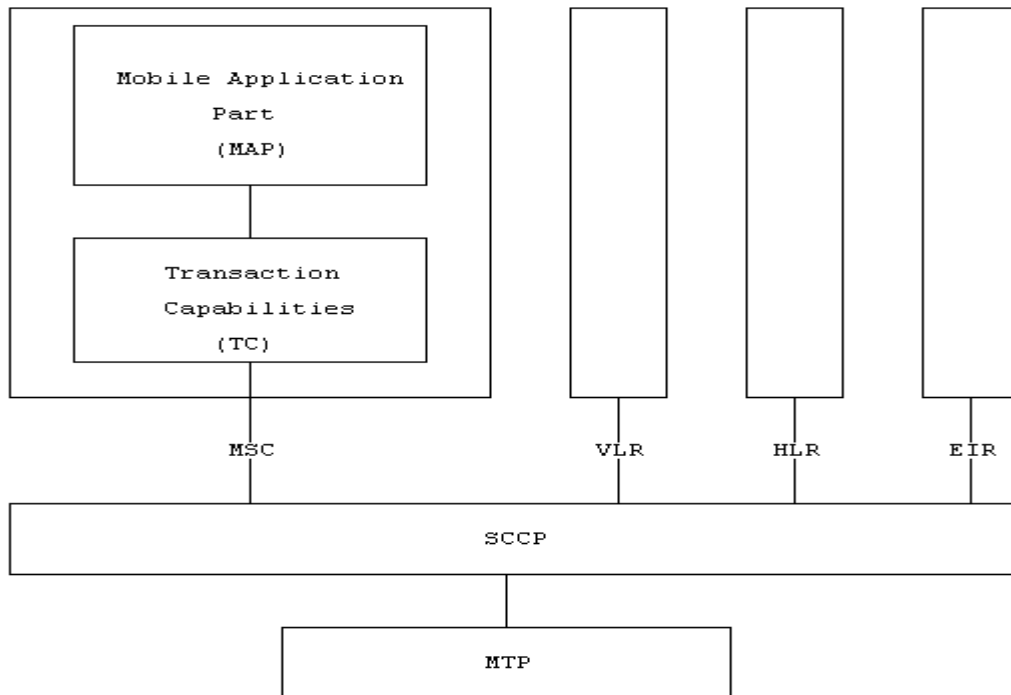 Mobile Application
Part
(MAP)
Transaction
Capabilities
(TC)
MSC
VLR
HLR
EIR
SCCP
MTP